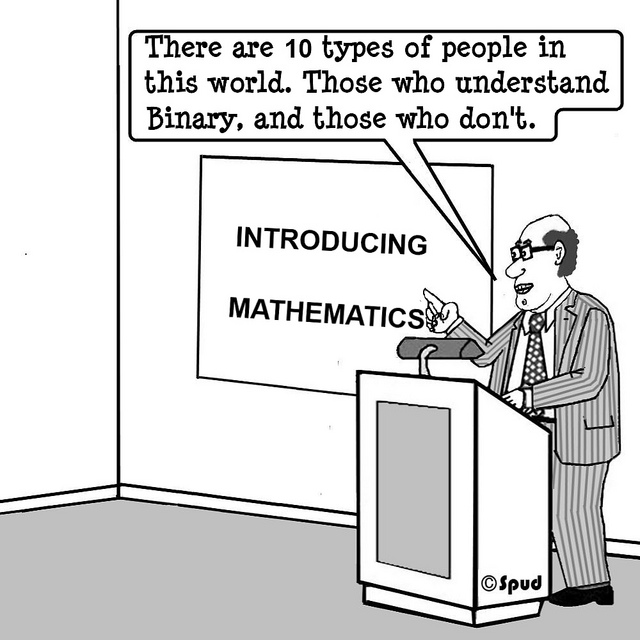 There are 10 types of people in
this world. Those who understand
Binary, and those who don't.
INTRODUCING
MATHEMATICS
©Spud